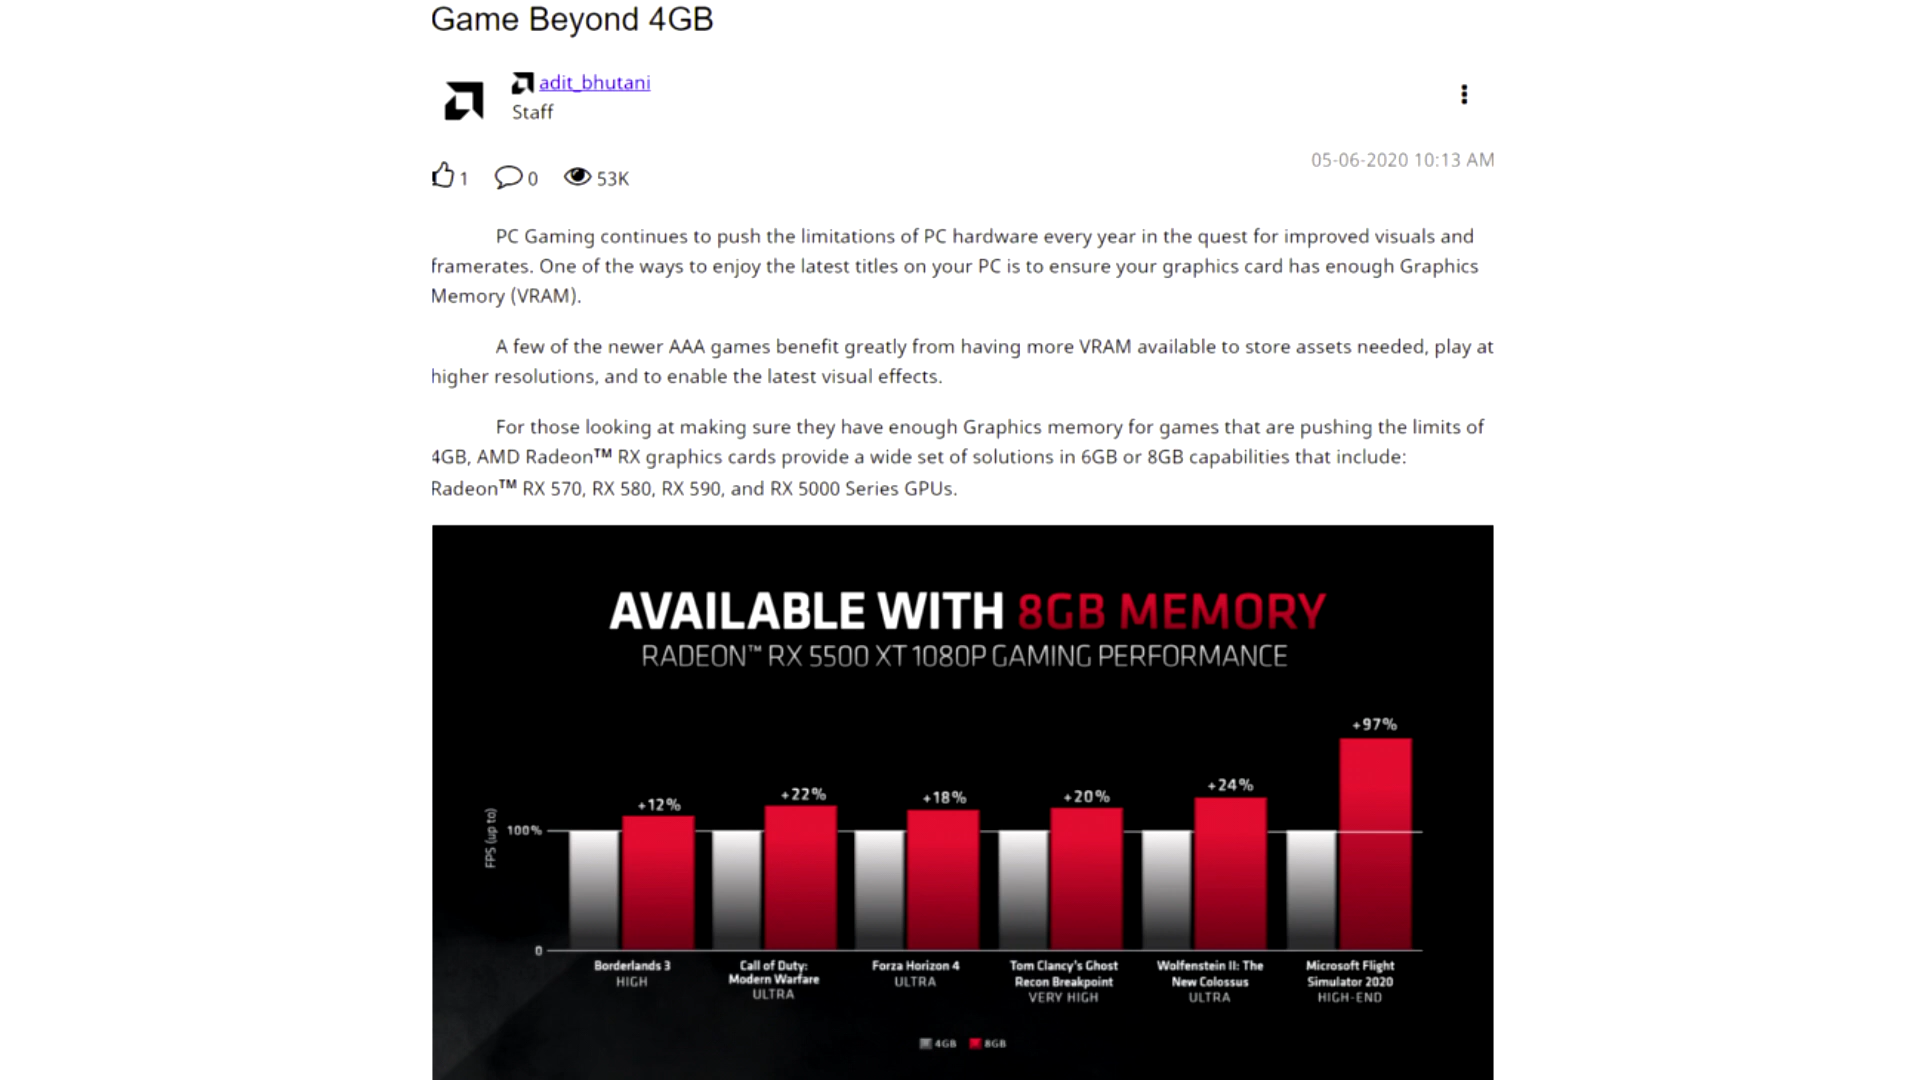 Game Beyond 4GB
adit_bhutani
Staff
05-06-2020 10:13 AM
1 0 53K
PC Gaming continues to push the limitations of PC hardware every year in the quest for improved visuals and
framerates. One of the ways to enjoy the latest titles on your PC is to ensure your graphics card has enough Graphics
Memory (VRAM).
A few of the newer AAA games benefit greatly from having more VRAM available to store assets needed, play at
higher resolutions, and to enable the latest visual effects.
For those looking at making sure they have enough Graphics memory for games that are pushing the limits of
4GB, AMD Radeon™ RX graphics cards provide a wide set of solutions in 6GB or 8GB capabilities that include:
Radeon™ RX 570, RX 580, RX 590, and RX 5000 Series GPUs.
AVAILABLE WITH 8GB MEMORY
RADEON™ RX 5500 XT 1080P GAMING PERFORMANCE
+12% +22% +18% +20% +24% +97%
FPS (up to)
100%
0
Borderlands 3
HIGH
Call of Duty:
Modern Warfare
ULTRA
Forza Horizon 4
ULTRA
Tom Clancy's Ghost
Recon Breakpoint
VERY HIGH
Wolfenstein II: The
New Colossus
ULTRA
Microsoft Flight
Simulator 2020
HIGH-END
4GB 8GB